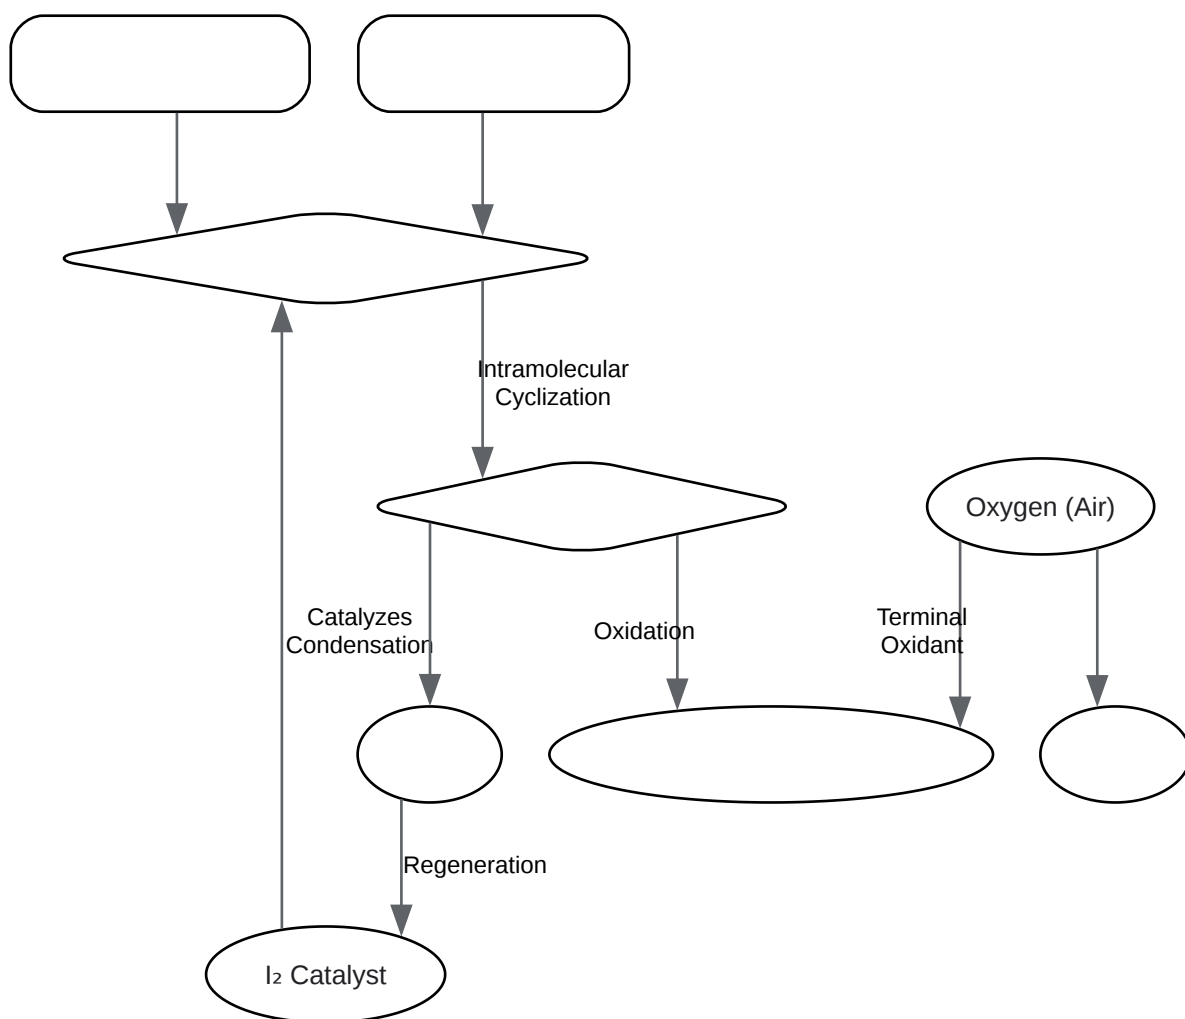 Intramolecular
Cyclization
Oxygen (Air)
Catalyzes
Condensation
Oxidation
Terminal
Oxidant
Regeneration
I₂ Catalyst